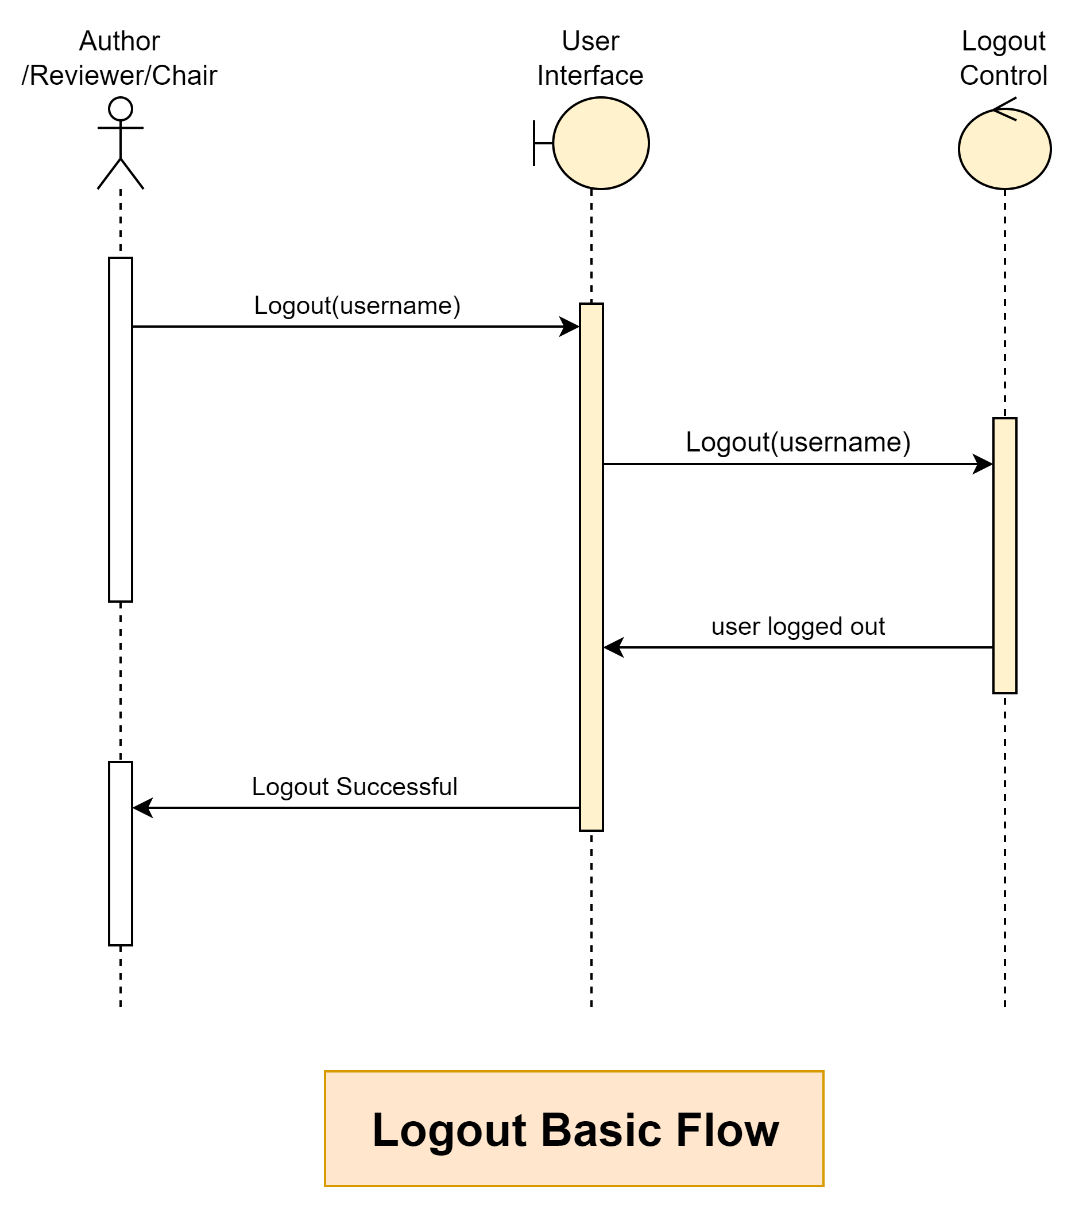 Author
/Reviewer/Chair
User
Interface
Logout
Control
Logout(username)
Logout(username)
user logged out
Logout Successful
Logout Basic Flow